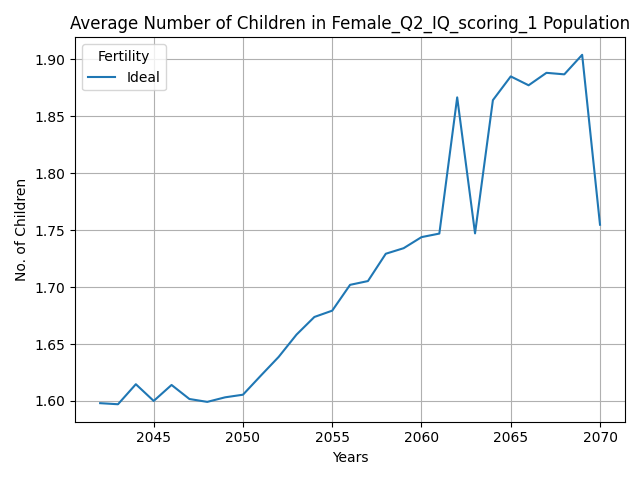 Average Number of Children in Female_Q2_IQ_scoring_1 Population
Fertility
Ideal
No. of Children
1.90
1.85
1.80
1.75
1.70
1.65
1.60
2045 2050 2055 2060 2065 2070
Years